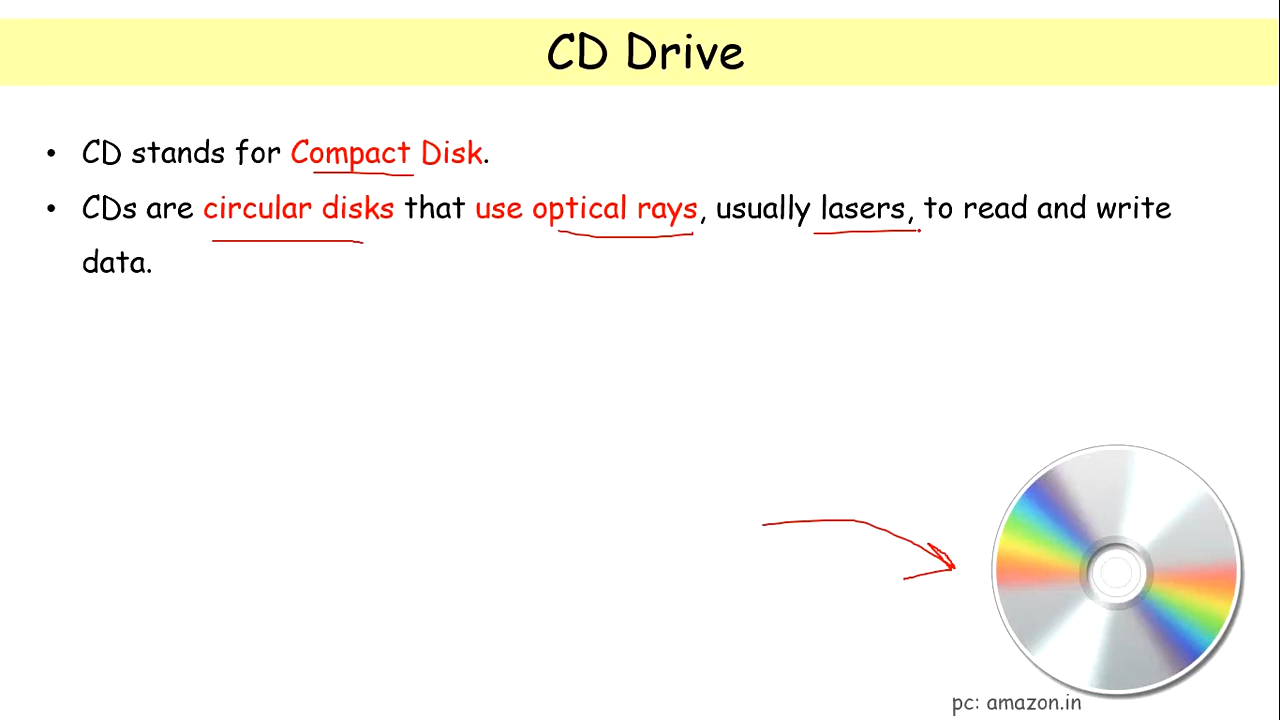 CD Drive
• CD stands for Compact Disk.
• CDs are circular disks that use optical rays, usually lasers, to read and write
data.
pc: amazon.in